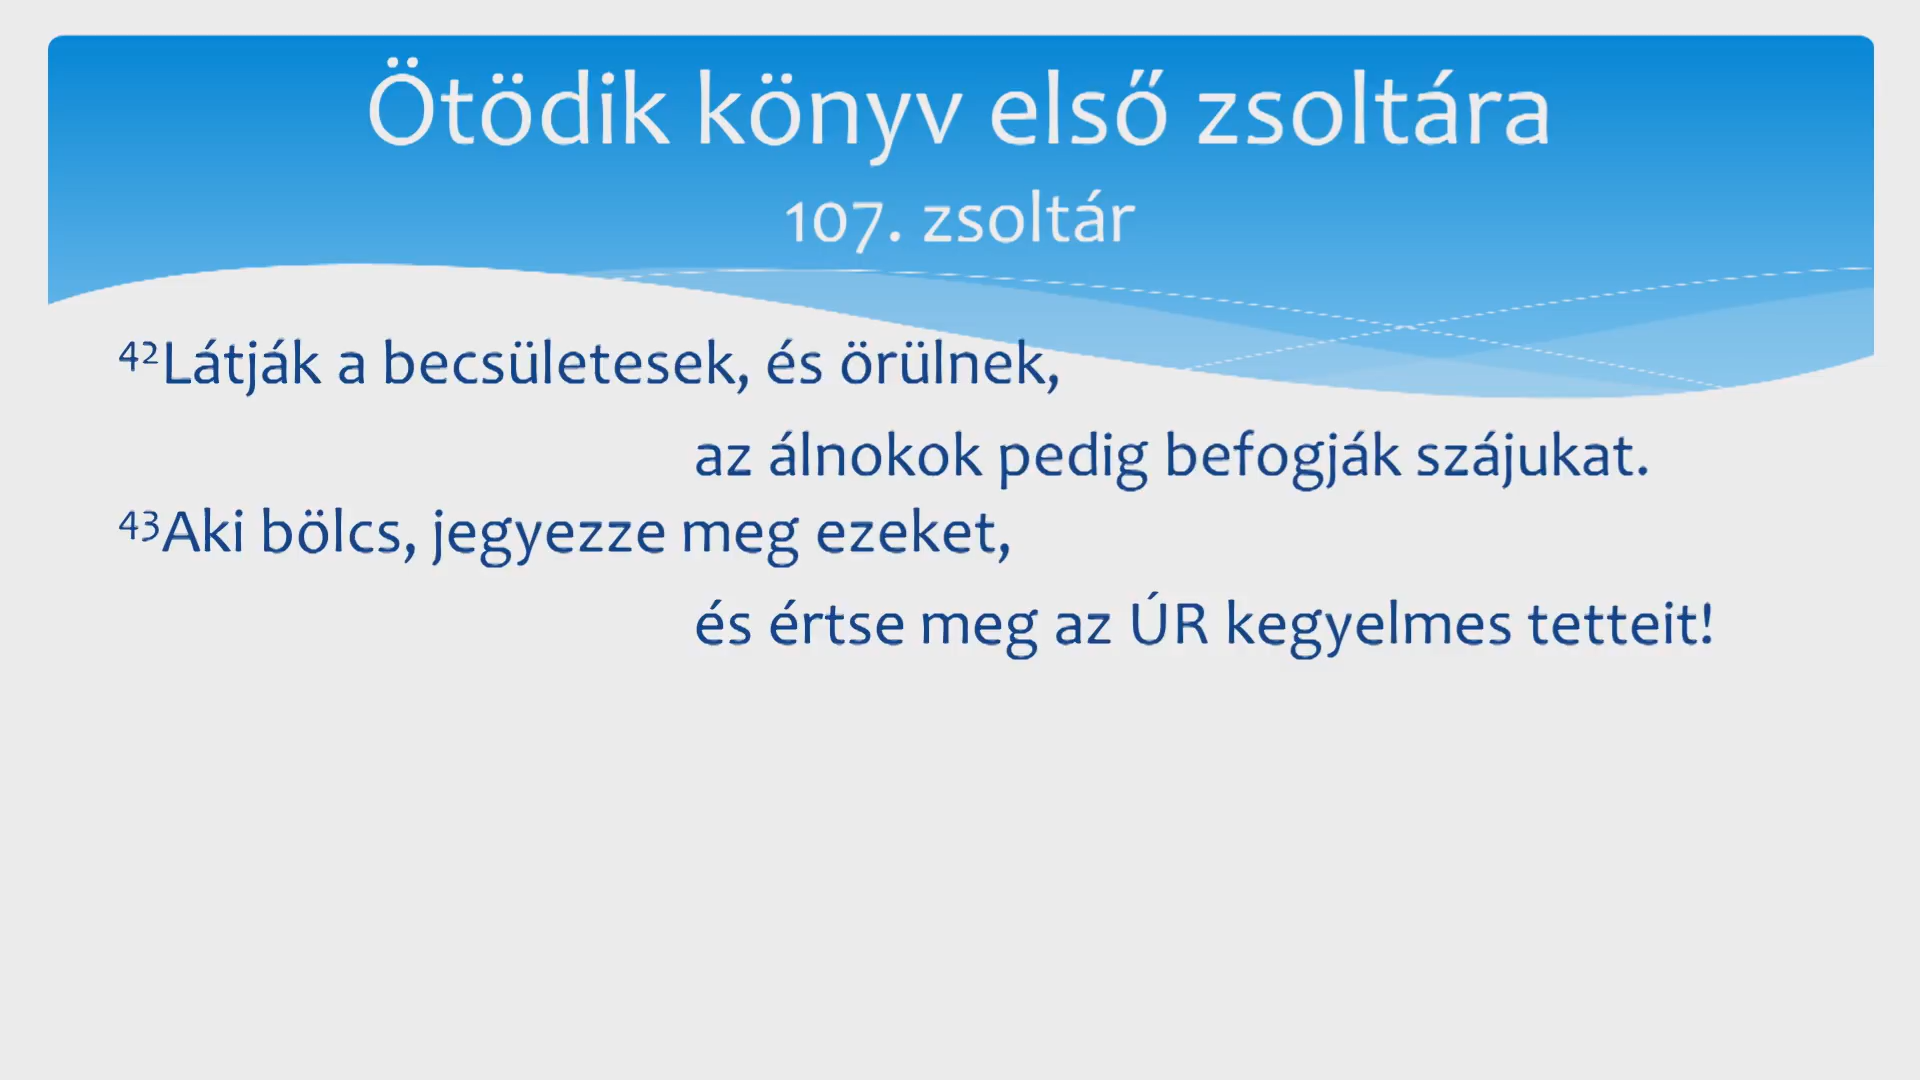 Ötödik könyv első zsoltára
107. zsoltár
⁴²Látják a becsületesek, és örülnek,
az álnokok pedig befogják szájukat.
⁴³Aki bölcs, jegyezze meg ezeket,
és értse meg az ÚR kegyelmes tetteit!